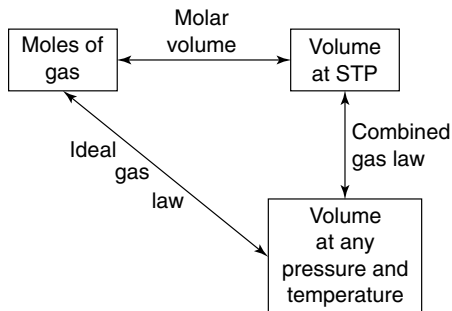 Molar
volume
Moles of
gas
Volume
at STP
Combined
gas law
Ideal
gas
law
Volume
at any
pressure and
temperature